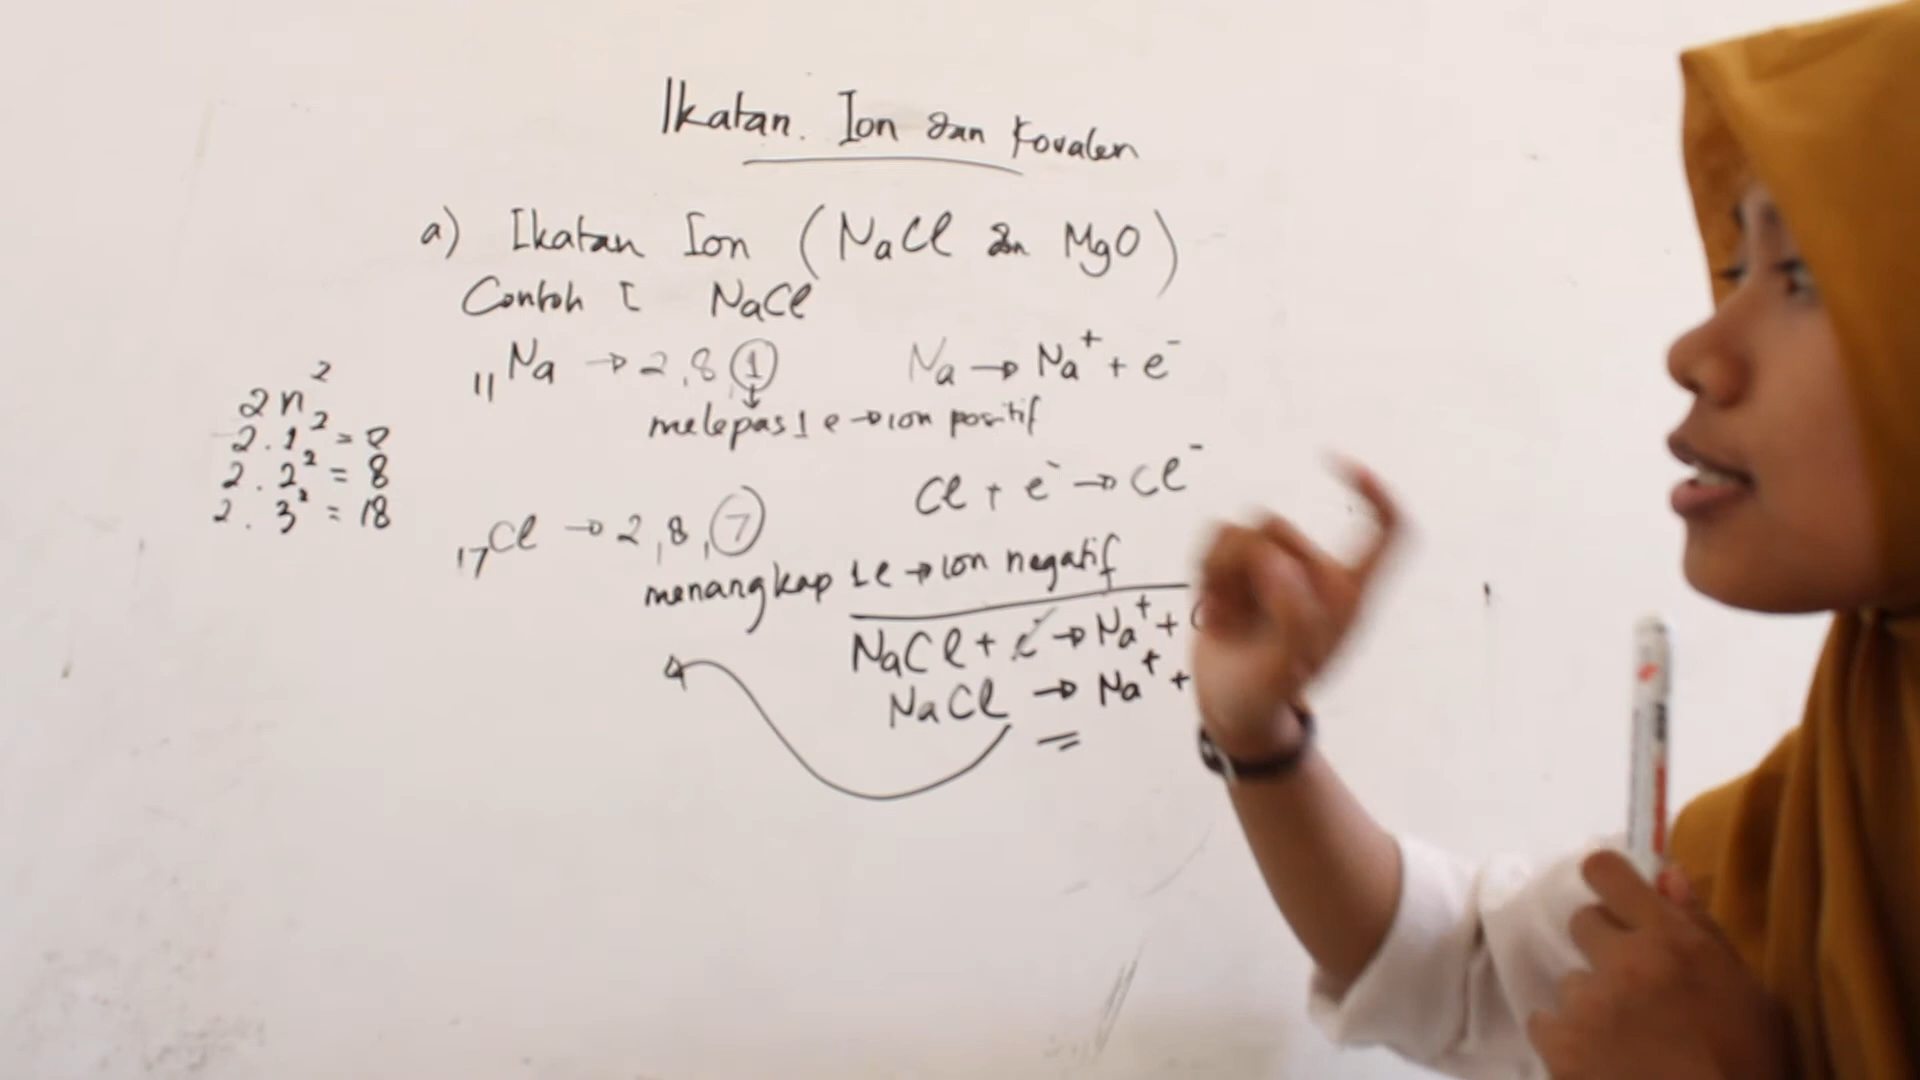 Ikatan. Ion dan Kovalen
a) Ikatan Ion (NaCl dan MgO)
Contoh I NaCl
₁₁Na → 2,8,1
Na → Na⁺ + e⁻
melepas 1 e → ion positif
Cl + e⁻ → Cl⁻
₁₇Cl → 2,8,7
menangkap 1e → ion negatif
NaCl + e⁻ → Na⁺ +
NaCl → Na⁺ +
2n²
2.1² = 2
2.2² = 8
2.3² = 18